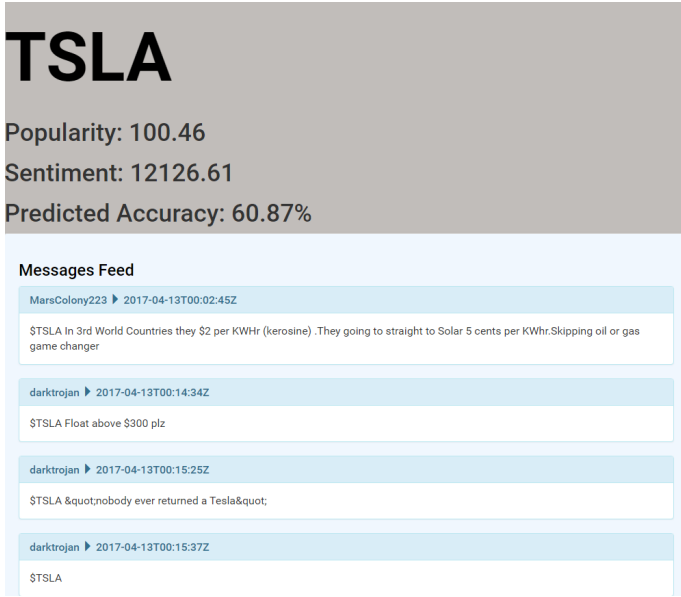 TSLA
Popularity: 100.46
Sentiment: 12126.61
Predicted Accuracy: 60.87%
Messages Feed
MarsColony223 ▶ 2017-04-13T00:02:45Z
$TSLA In 3rd World Countries they $2 per KWHr (kerosine) .They going to straight to Solar 5 cents per KWhr.Skipping oil or gas
game changer
darktrojan ▶ 2017-04-13T00:14:34Z
$TSLA Float above $300 plz
darktrojan ▶ 2017-04-13T00:15:25Z
$TSLA &quot;nobody ever returned a Tesla&quot;
darktrojan ▶ 2017-04-13T00:15:37Z
$TSLA